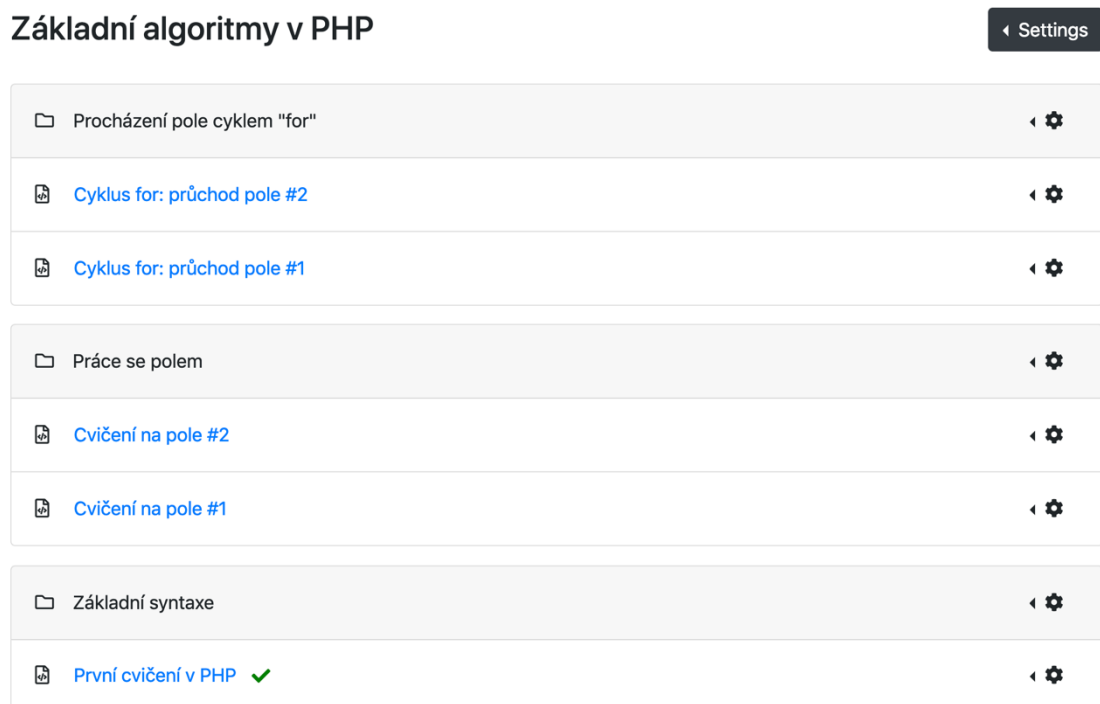 Základní algoritmy v PHP
Settings
Procházení pole cyklem "for"
Cyklus for: průchod pole #2
Cyklus for: průchod pole #1
Práce se polem
Cvičení na pole #2
Cvičení na pole #1
Základní syntaxe
První cvičení v PHP